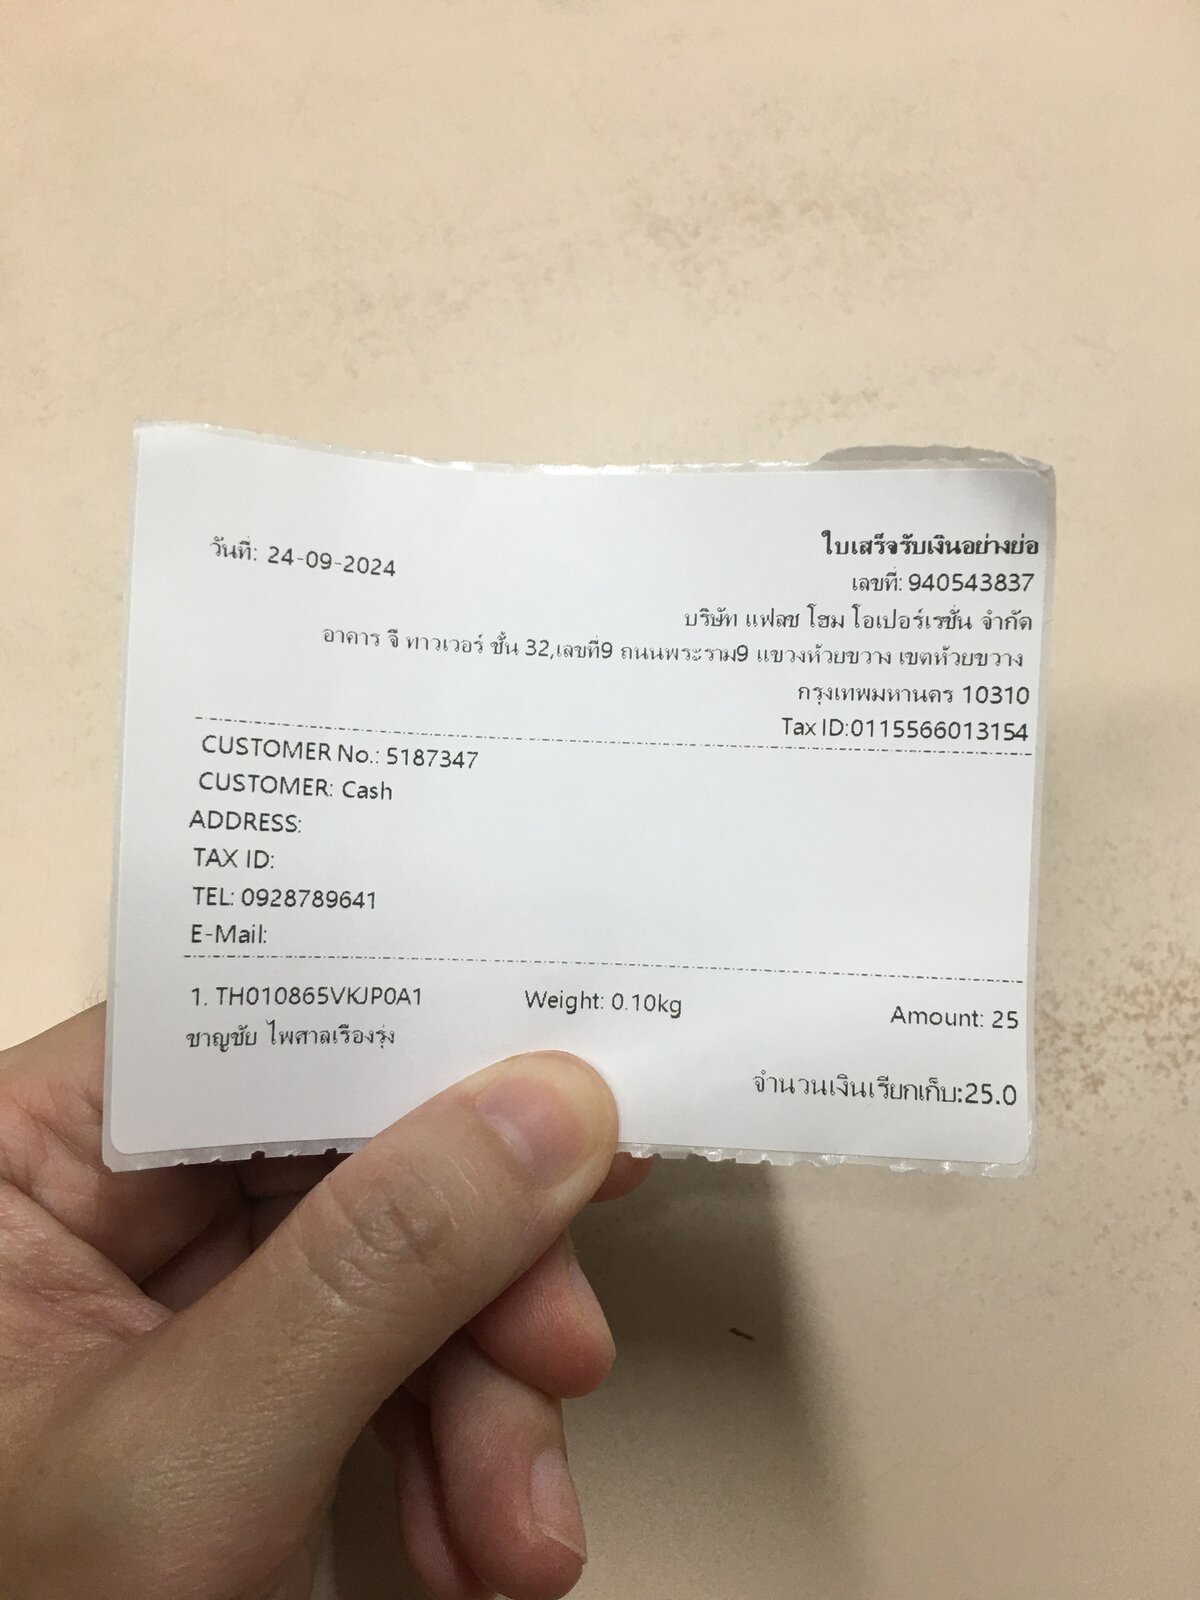 วันที่: 24-09-2024
ใบเสร็จรับเงินอย่างย่อ
เลขที่: 940543837
บริษัท แฟลช โฮม โอเปอร์เรชั่น จำกัด
อาคาร จี ทาวเวอร์ ชั้น 32,เลขที่9 ถนนพระราม9 แขวงห้วยขวาง เขตห้วยขวาง
กรุงเทพมหานคร 10310
Tax ID:0115566013154
CUSTOMER No.: 5187347
CUSTOMER: Cash
ADDRESS:
TAX ID:
TEL: 0928789641
E-Mail:
1. TH010865VKJP0A1 Weight: 0.10kg Amount: 25
ชาญชัย ไพศาลเรืองรุ่ง
จำนวนเงินเรียกเก็บ:25.0